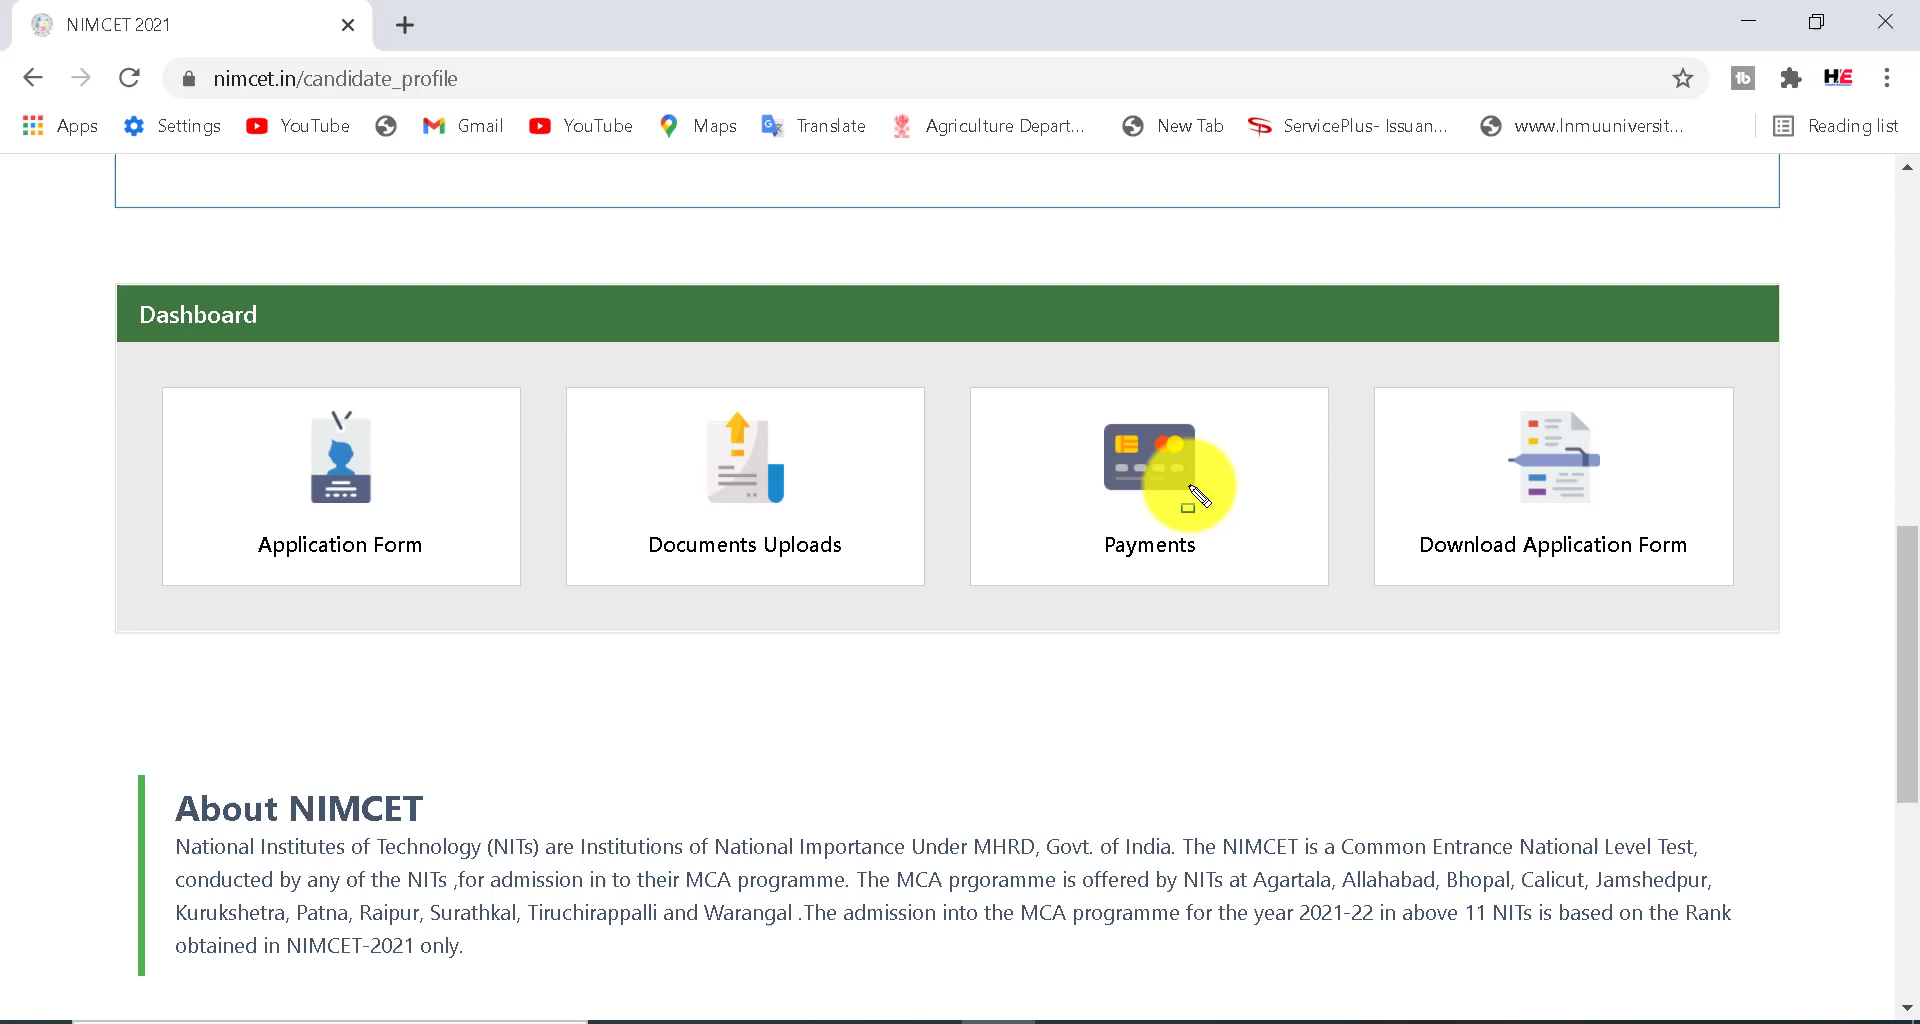 NIMCET 2021
nimcet.in/candidate_profile
Apps Settings YouTube Gmail YouTube Maps Translate Agriculture Depart... New Tab ServicePlus- Issuan... www.lnmuuniversit... Reading list
Dashboard
Application Form Documents Uploads Payments Download Application Form
About NIMCET
National Institutes of Technology (NITs) are Institutions of National Importance Under MHRD, Govt. of India. The NIMCET is a Common Entrance National Level Test,
conducted by any of the NITs ,for admission in to their MCA programme. The MCA prgoramme is offered by NITs at Agartala, Allahabad, Bhopal, Calicut, Jamshedpur,
Kurukshetra, Patna, Raipur, Surathkal, Tiruchirappalli and Warangal .The admission into the MCA programme for the year 2021-22 in above 11 NITs is based on the Rank
obtained in NIMCET-2021 only.